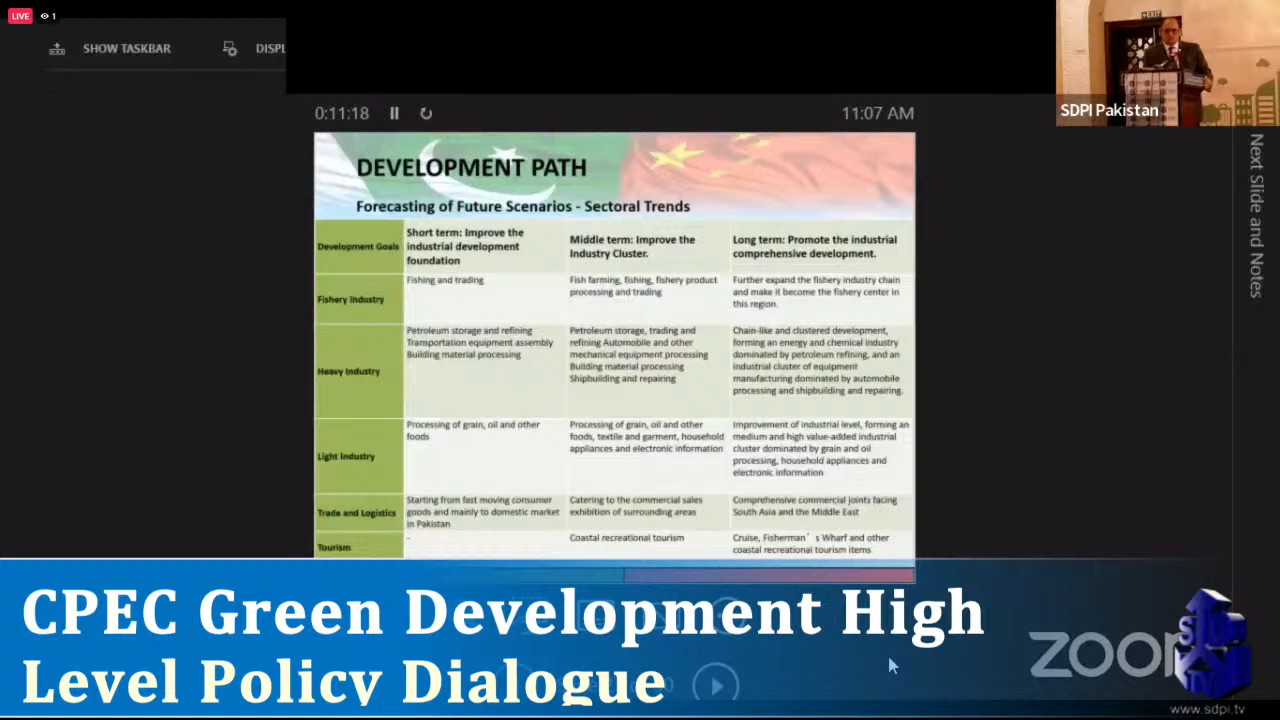 LIVE 1
SHOW TASKBAR
EXIT
SDPI Pakistan
0:11:18
11:07 AM
Next Slide and Notes
DEVELOPMENT PATH
Forecasting of Future Scenarios - Sectoral Trends
Development Goals
Short term: Improve the
industrial development
foundation
Middle term: Improve the
Industry Cluster.
Long term: Promote the industrial
comprehensive development.
Fishery Industry
Fishing and trading
Fish farming, fishing, fishery product
processing and trading
Further expand the fishery industry chain
and make it become the fishery center in
this region.
Heavy Industry
Petroleum storage and refining
Transportation equipment assembly
Building material processing
Petroleum storage, trading and
refining Automobile and other
mechanical equipment processing
Building material processing
Shipbuilding and repairing
Chain-like and clustered development,
forming an energy and chemical industry
dominated by petroleum refining, and an
industrial cluster of equipment
manufacturing dominated by automobile
processing and shipbuilding and repairing.
Light Industry
Processing of grain, oil and other
foods
Processing of grain, oil and other
foods, textile and garment, household
appliances and electronic information
Improvement of industrial level, forming an
medium and high value-added industrial
cluster dominated by grain and oil
processing, household appliances and
electronic information
Trade and Logistics
Starting from fast moving consumer
goods and mainly to domestic market
in Pakistan
Catering to the commercial sales
exhibition of surrounding areas
Comprehensive commercial joints facing
South Asia and the Middle East
Tourism
-
Coastal recreational tourism
Cruise, Fisherman's Wharf and other
coastal recreational tourism items
CPEC Green Development High
Level Policy Dialogue
zoom
www.sdpi.tv